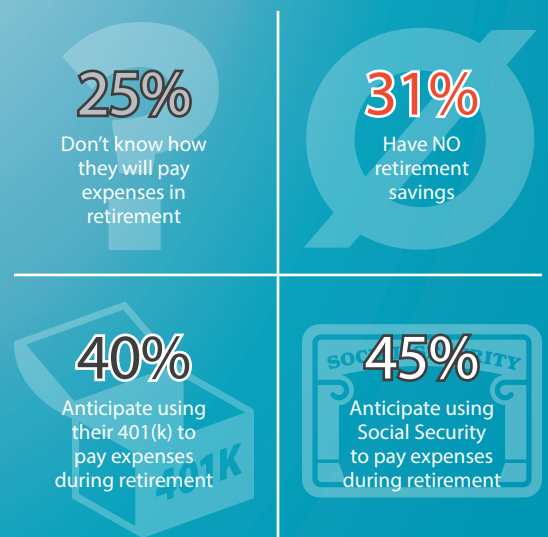 25%
Don't know how
they will pay
expenses in
retirement
31%
Have NO
retirement
savings
40%
Anticipate using
their 401(k) to
pay expenses
during retirement
401K
SOCIAL SECURITY
45%
Anticipate using
Social Security
to pay expenses
during retirement